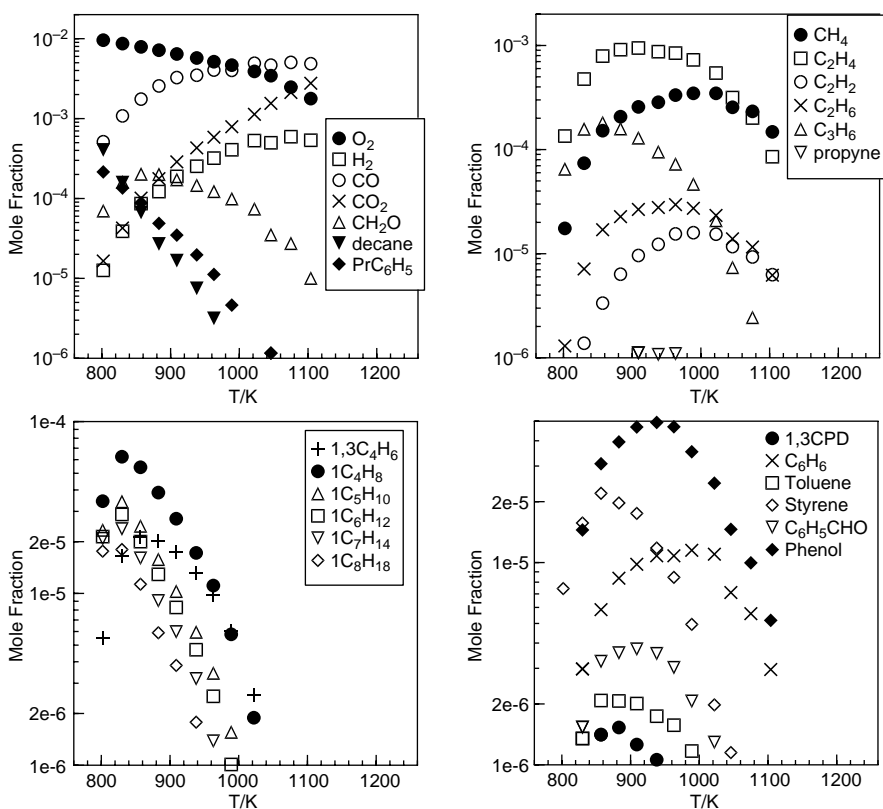 10⁻²
10⁻³
10⁻⁴
10⁻⁵
10⁻⁶
Mole Fraction
800 900 1000 1100 1200
T/K
O₂
H₂
CO
CO₂
CH₂O
decane
PrC₆H₅
10⁻³
10⁻⁴
10⁻⁵
10⁻⁶
Mole Fraction
800 900 1000 1100 1200
T/K
CH₄
C₂H₄
C₂H₂
C₂H₆
C₃H₆
propyne
1e-4
2e-5
1e-5
2e-6
1e-6
Mole Fraction
800 900 1000 1100 1200
T/K
1,3C₄H₆
1C₄H₈
1C₅H₁₀
1C₆H₁₂
1C₇H₁₄
1C₈H₁₈
2e-5
1e-5
2e-6
1e-6
Mole Fraction
800 900 1000 1100 1200
T/K
1,3CPD
C₆H₆
Toluene
Styrene
C₆H₅CHO
Phenol